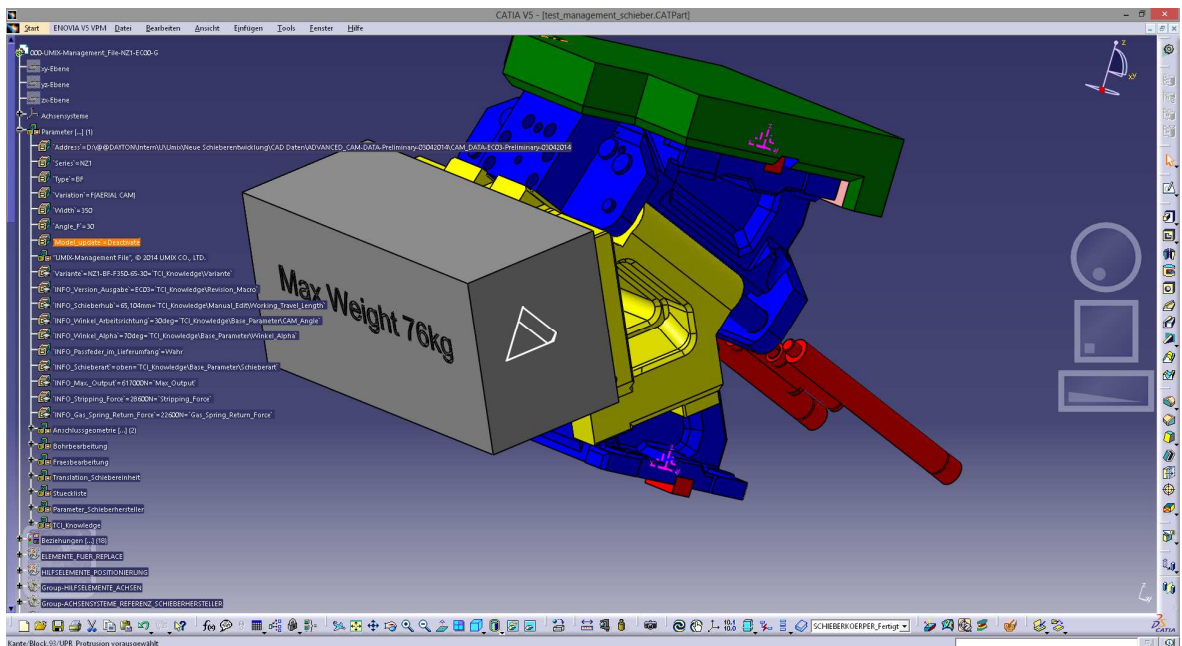 CATIA V5 - [test_management_schieber.CATPart]
Start ENOVIA V5 VPM Datei Bearbeiten Ansicht Einfügen Tools Fenster Hilfe
000-UMIX-Management_File-NZ1-EC00-G
xy-Ebene
yz-Ebene
zx-Ebene
Achsensysteme
Parameter [...] (1)
`Address`=D:\@@DAYTON\Intern\UI\Umix\Neue Schieberentwicklung\CAD Daten\ADVANCED_CAM-DATA-Preliminary-03042014\CAM_DATA-EC03-Preliminary-03042014
`Series`=NZ1
`Type`=BF
`Variation`=F(AERIAL CAM)
`Width`=350
`Angle_F`=30
`Model_update`=Deactivate
"UMIX-Management File", © 2014 UMIX CO., LTD.
`Variante`=NZ1-BF-F350-65-30=`TCI_Knowledge\Variante`
`INFO_Version_Ausgabe`=EC03=`TCI_Knowledge\Revision_Macro`
`INFO_Schieberhub`=65,104mm=`TCI_Knowledge\Manual_Edit\Working_Travel_Length`
`INFO_Winkel_Arbeitsrichtung`=30deg=`TCI_Knowledge\Base_Parameter\CAM_Angle`
`INFO_Winkel_Alpha`=70deg=`TCI_Knowledge\Base_Parameter\Winkel_Alpha`
`INFO_Passfeder_im_Lieferumfang`=Wahr
`INFO_Schieberart`=oben=`TCI_Knowledge\Base_Parameter\Schieberart`
`INFO_Max._Output`=617000N=`Max_Output`
`INFO_Stripping_Force`=28600N=`Stripping_Force`
`INFO_Gas_Spring_Return_Force`=22600N=`Gas_Spring_Return_Force`
Anschlussgeometrie [...] (2)
Bohrbearbeitung
Fraesbearbeitung
Translation_Schiebereinheit
Stueckliste
Parameter_Schieberhersteller
TCI_Knowledge
Beziehungen [...] (18)
ELEMENTE_FUER_REPLACE
HILFSELEMENTE_POSITIONIERUNG
Group-HILFSELEMENTE_ACHSEN
Group-ACHSENSYSTEME_REFERENZ_SCHIEBERHERSTELLER
Max Weight 76kg
z
xy
SCHIEBERKOERPER_Fertigt
CATIA
Kante/Block.93/UPR_Protrusion vorausgewählt